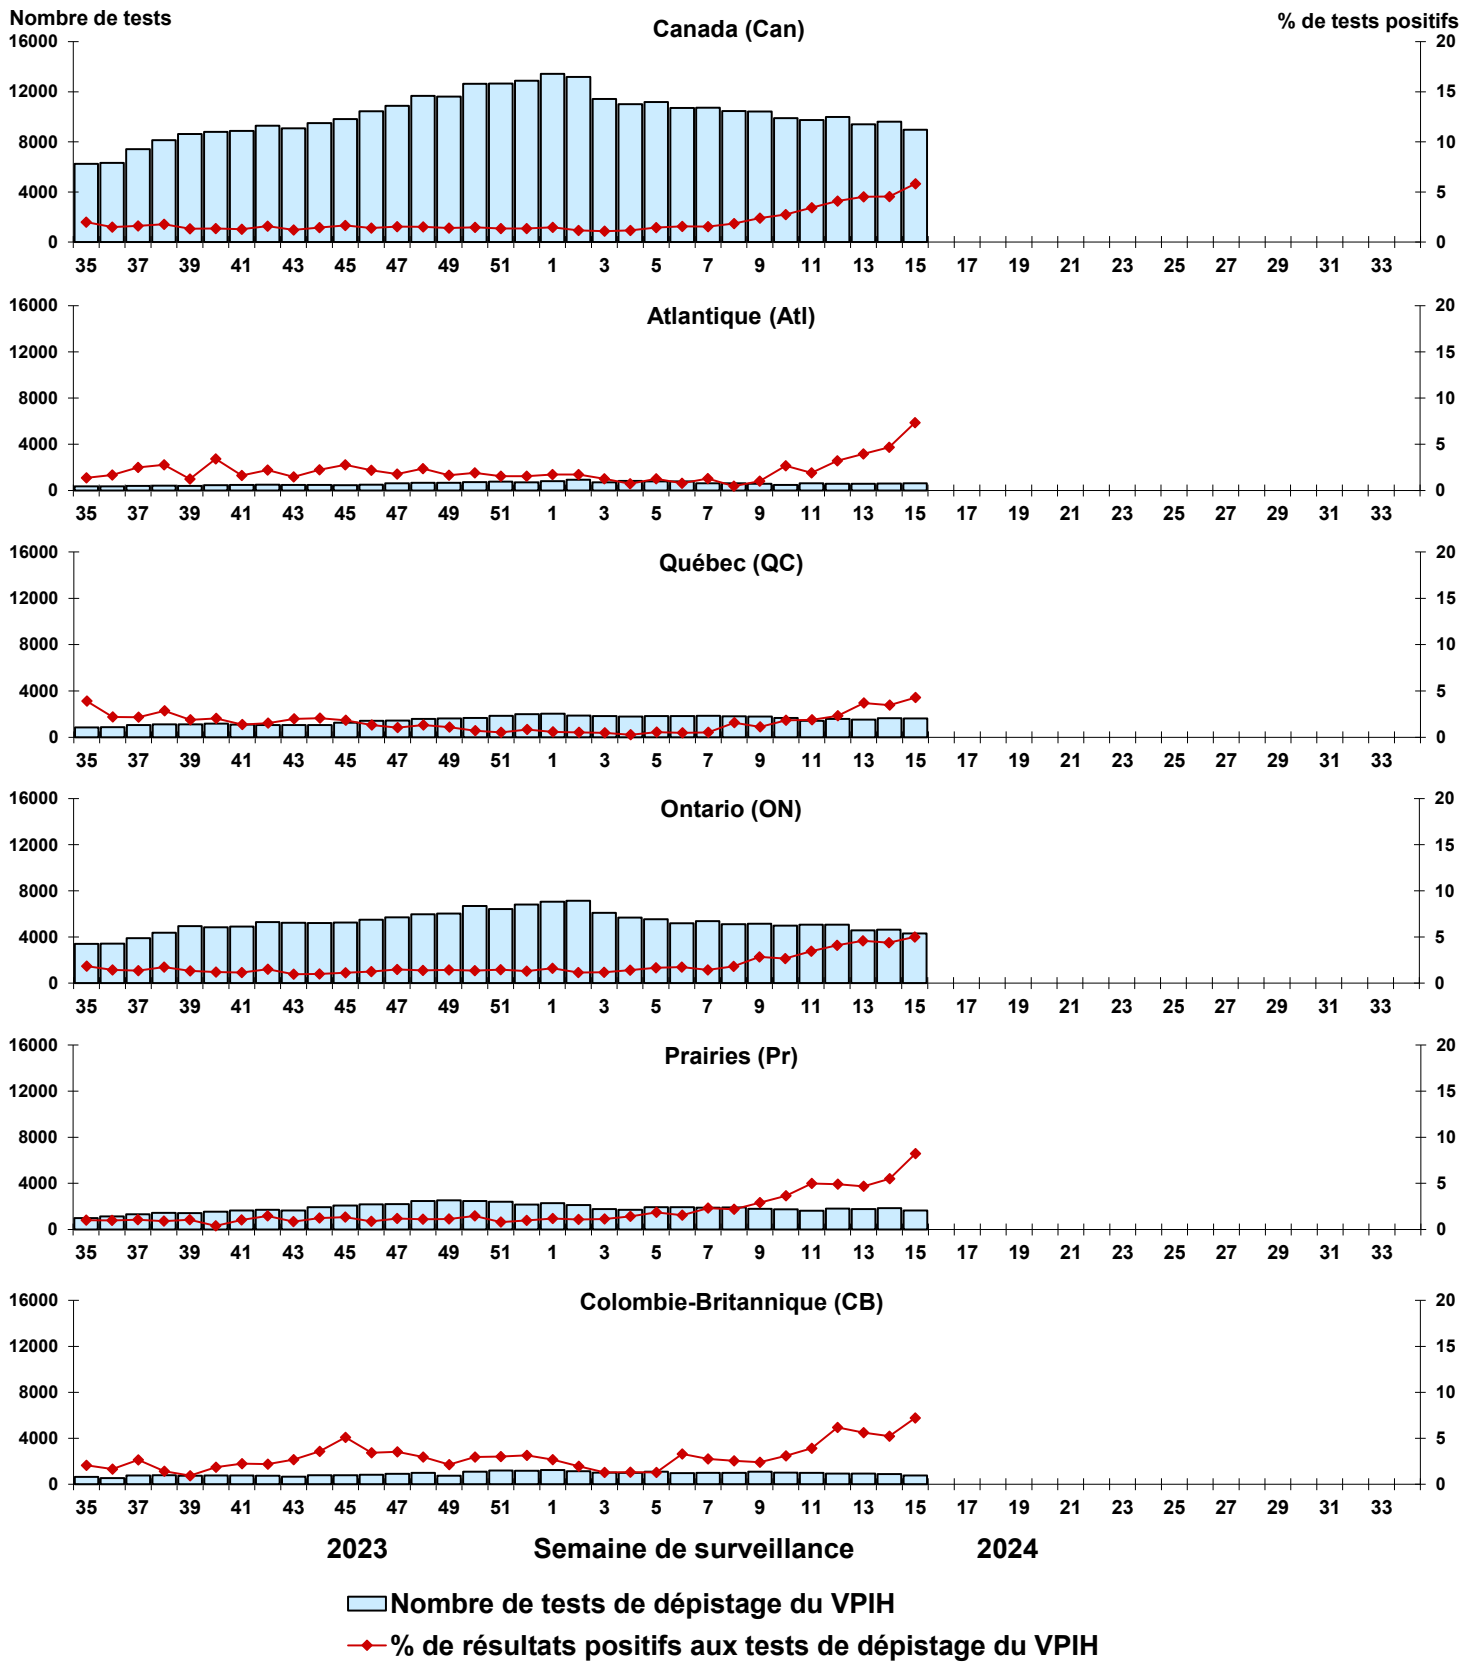 Nombre de tests
% de tests positifs
Canada (Can)
16000 20
12000 15
8000 10
4000 5
0 0
35 37 39 41 43 45 47 49 51 1 3 5 7 9 11 13 15 17 19 21 23 25 27 29 31 33
Atlantique (Atl)
16000 20
12000 15
8000 10
4000 5
0 0
35 37 39 41 43 45 47 49 51 1 3 5 7 9 11 13 15 17 19 21 23 25 27 29 31 33
Québec (QC)
16000 20
12000 15
8000 10
4000 5
0 0
35 37 39 41 43 45 47 49 51 1 3 5 7 9 11 13 15 17 19 21 23 25 27 29 31 33
Ontario (ON)
16000 20
12000 15
8000 10
4000 5
0 0
35 37 39 41 43 45 47 49 51 1 3 5 7 9 11 13 15 17 19 21 23 25 27 29 31 33
Prairies (Pr)
16000 20
12000 15
8000 10
4000 5
0 0
35 37 39 41 43 45 47 49 51 1 3 5 7 9 11 13 15 17 19 21 23 25 27 29 31 33
Colombie-Britannique (CB)
16000 20
12000 15
8000 10
4000 5
0 0
35 37 39 41 43 45 47 49 51 1 3 5 7 9 11 13 15 17 19 21 23 25 27 29 31 33
2023 Semaine de surveillance 2024
Nombre de tests de dépistage du VPIH
% de résultats positifs aux tests de dépistage du VPIH